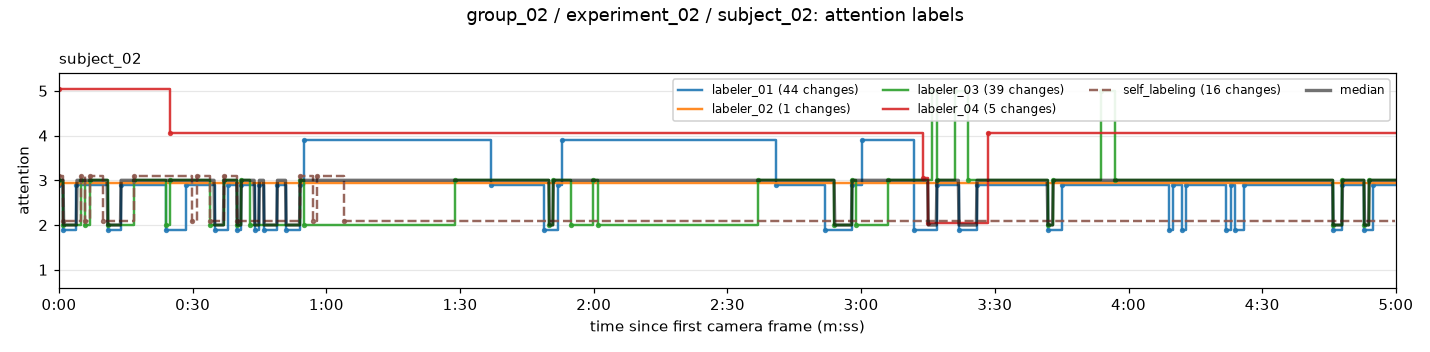 group_02 / experiment_02 / subject_02: attention labels
subject_02
labeler_01 (44 changes)
labeler_02 (1 changes)
labeler_03 (39 changes)
labeler_04 (5 changes)
self_labeling (16 changes)
median
attention
5
4
3
2
1
0:00 0:30 1:00 1:30 2:00 2:30 3:00 3:30 4:00 4:30 5:00
time since first camera frame (m:ss)